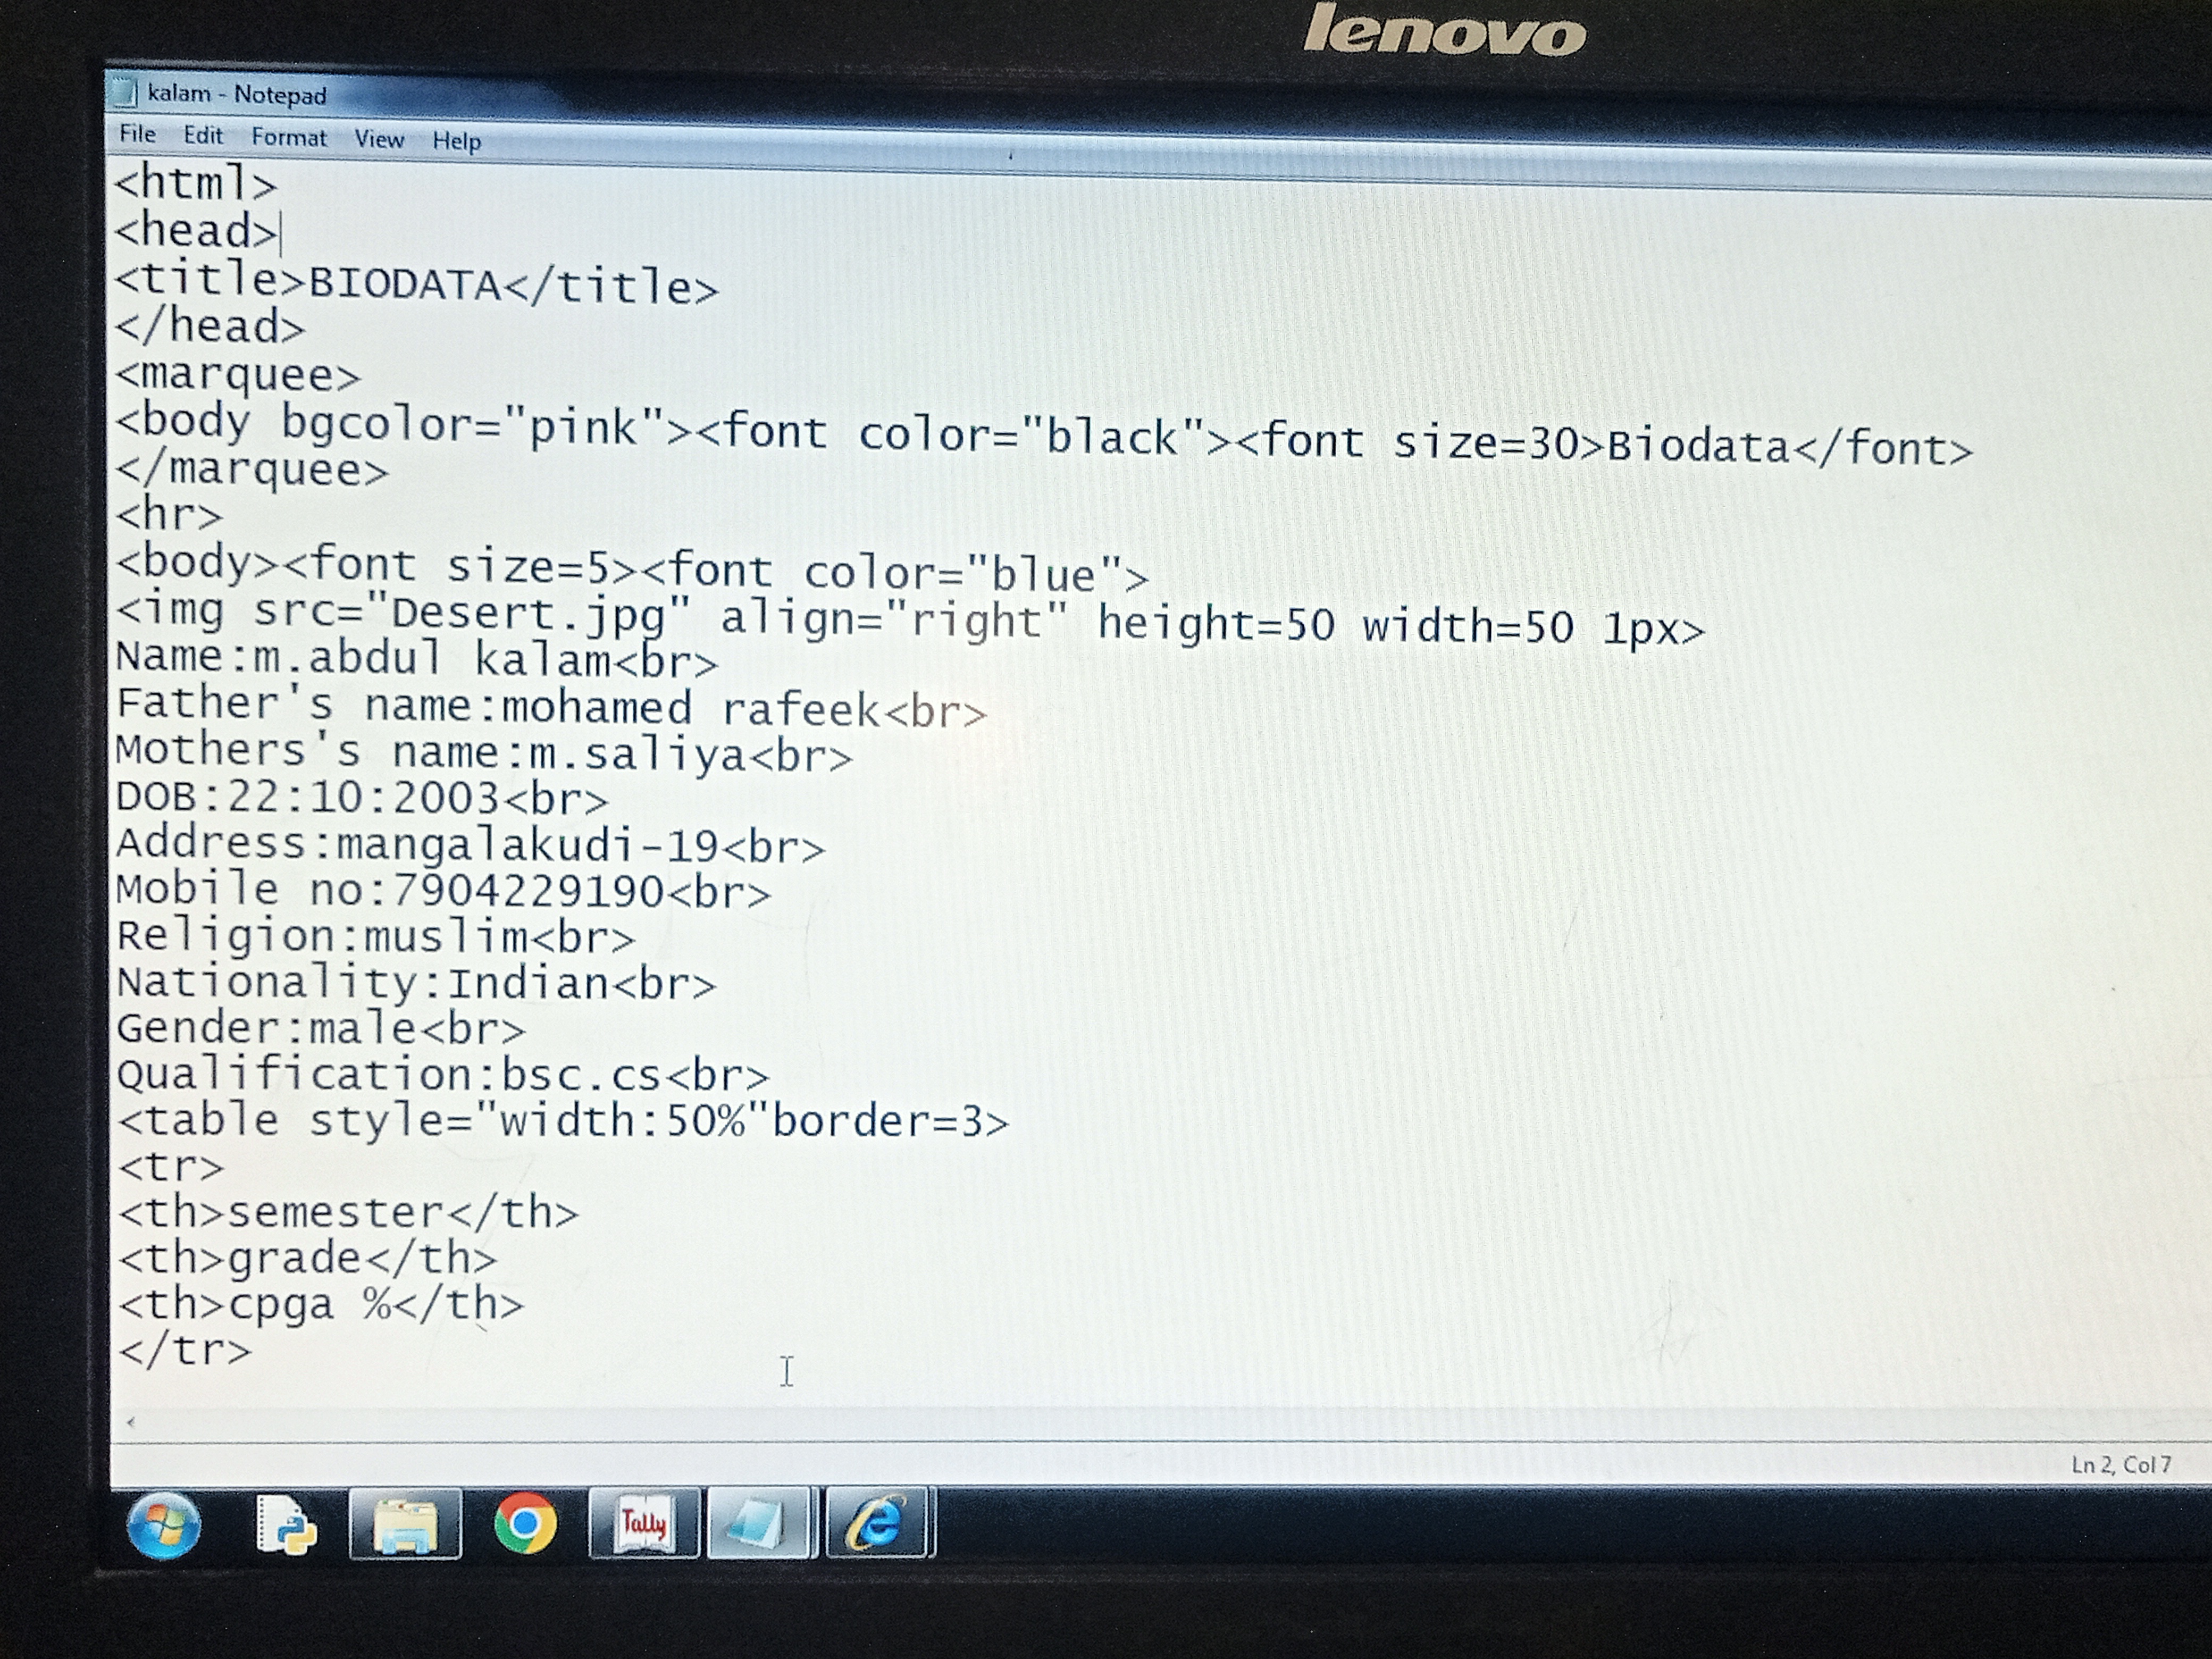 lenovo
kalam - Notepad
File Edit Format View Help
<html>
<head>
<title>BIODATA</title>
</head>
<marquee>
<body bgcolor="pink"><font color="black"><font size=30>Biodata</font>
</marquee>
<hr>
<body><font size=5><font color="blue">
<img src="Desert.jpg" align="right" height=50 width=50 1px>
Name:m.abdul kalam<br>
Father's name:mohamed rafeek<br>
Mothers's name:m.saliya<br>
DOB:22:10:2003<br>
Address:mangalakudi-19<br>
Mobile no:7904229190<br>
Religion:muslim<br>
Nationality:Indian<br>
Gender:male<br>
Qualification:bsc.cs<br>
<table style="width:50%"border=3>
<tr>
<th>semester</th>
<th>grade</th>
<th>cpga %</th>
</tr>
Ln 2, Col 7
Tally